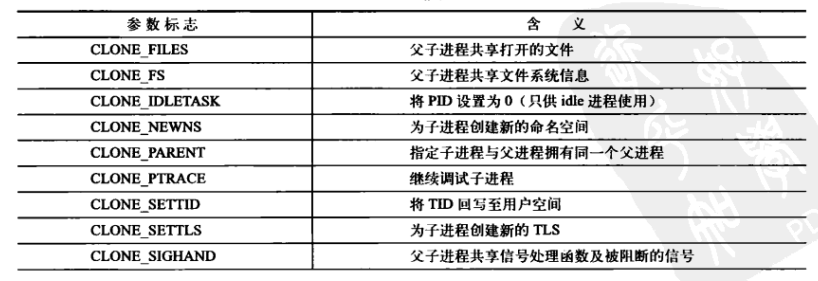 参数标志 含 义
CLONE_FILES 父子进程共享打开的文件
CLONE_FS 父子进程共享文件系统信息
CLONE_IDLETASK 将 PID 设置为 0（只供 idle 进程使用）
CLONE_NEWNS 为子进程创建新的命名空间
CLONE_PARENT 指定子进程与父进程拥有同一个父进程
CLONE_PTRACE 继续调试子进程
CLONE_SETTID 将 TID 回写至用户空间
CLONE_SETTLS 为子进程创建新的 TLS
CLONE_SIGHAND 父子进程共享信号处理函数及被阻断的信号
PD